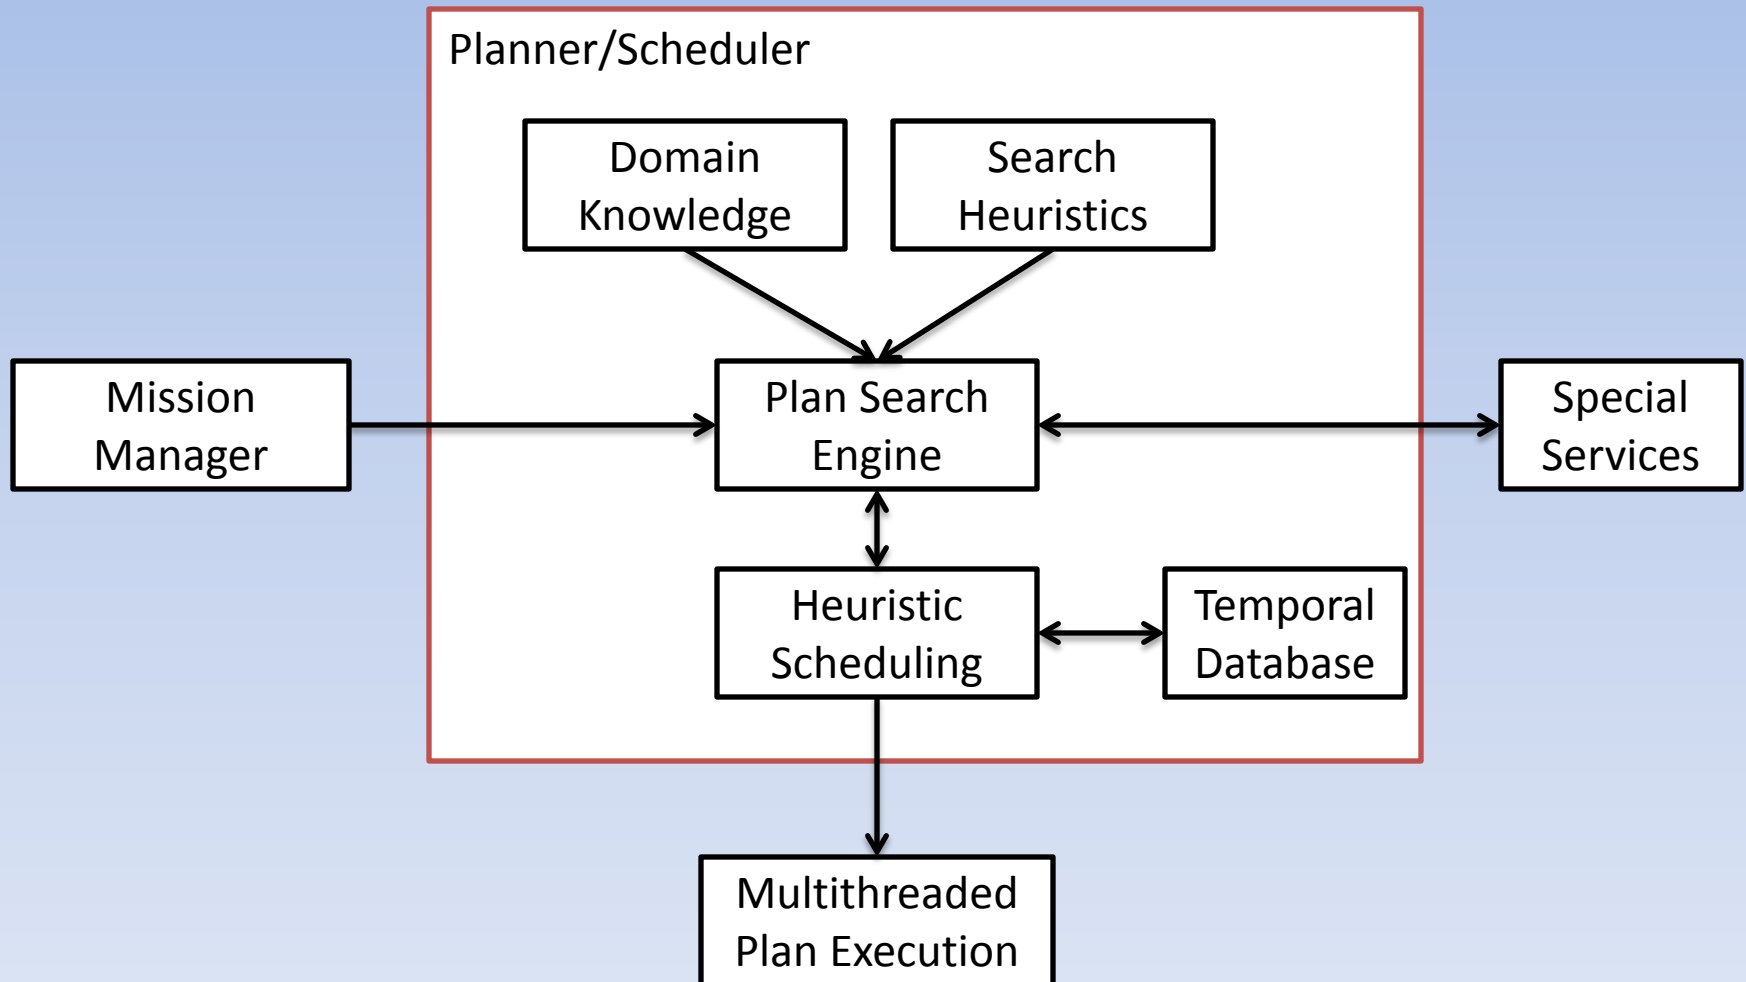 Planner/Scheduler
Domain
Knowledge
Search
Heuristics
Mission
Manager
Plan Search
Engine
Special
Services
Heuristic
Scheduling
Temporal
Database
Multithreaded
Plan Execution